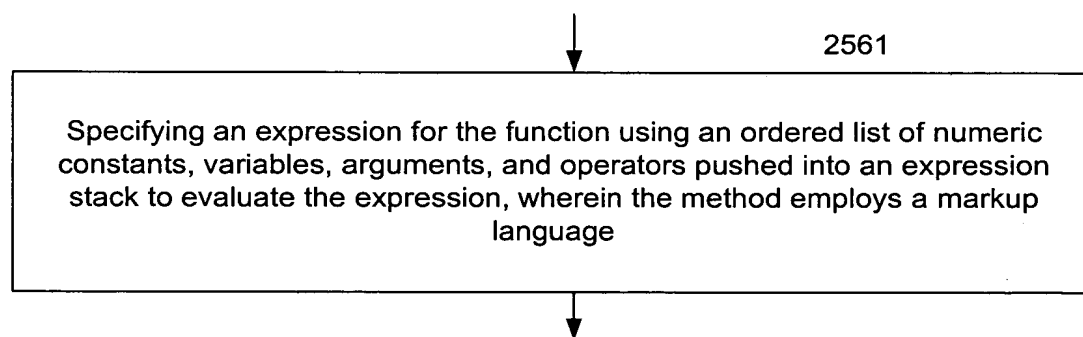 2561
Specifying an expression for the function using an ordered list of numeric
constants, variables, arguments, and operators pushed into an expression
stack to evaluate the expression, wherein the method employs a markup
language